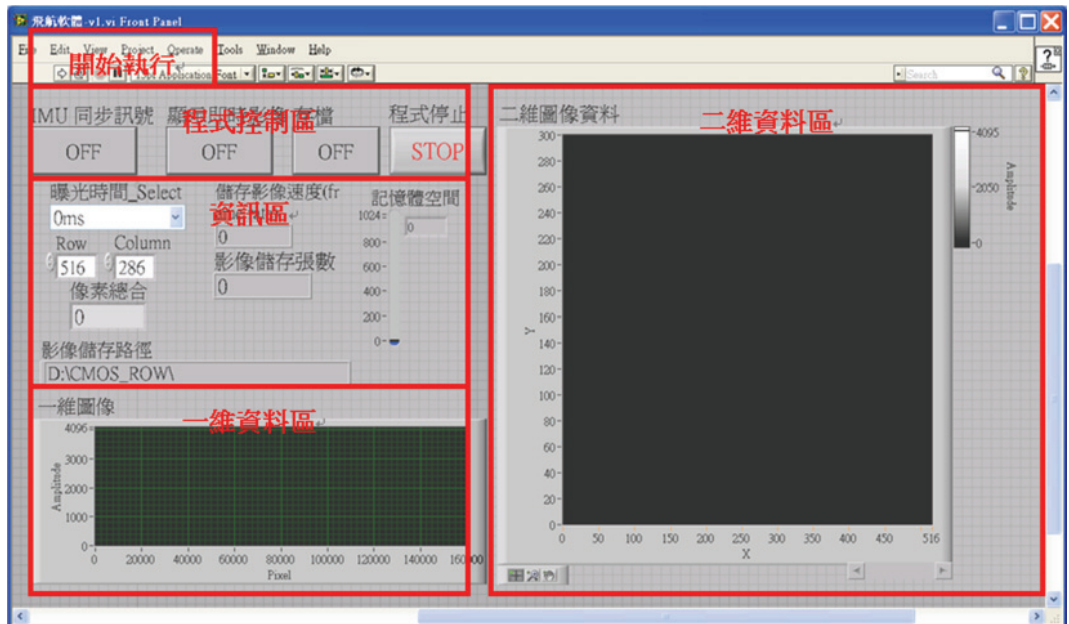 飛航軟體-v1.vi Front Panel
Edit View Project Operate Tools Window Help
開始執行
Application Font
Search
IMU 同步訊號
存檔
程式停止
程式控制區
OFF
OFF
OFF
STOP
曝光時間_Select
儲存影像速度(fr
記憶體空間
資訊區
0ms
0
Row
Column
516
286
影像儲存張數
0
像素總合
0
1024
800
600
400
200
0
0
影像儲存路徑
D:\CMOS_ROW\
一維圖像
一維資料區
4096
3000
2000
1000
0
Amplitude
0 20000 40000 60000 80000 100000 120000 140000 160000
Pixel
二維圖像資料
二維資料區
300
280
260
240
220
200
180
160
140
120
100
80
60
40
20
0
Y
0 50 100 150 200 250 300 350 400 450 516
X
4095
2050
0
Amplitude